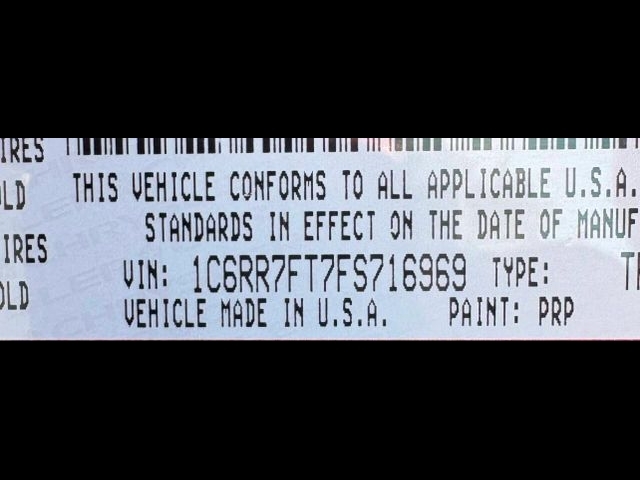 IRES
OLD
THIS VEHICLE CONFORMS TO ALL APPLICABLE U.S.A.
STANDARDS IN EFFECT ON THE DATE OF MANUF
IRES
OLD
VIN: 1C6RR7FT7FS716969 TYPE: T
VEHICLE MADE IN U.S.A. PAINT: PRP